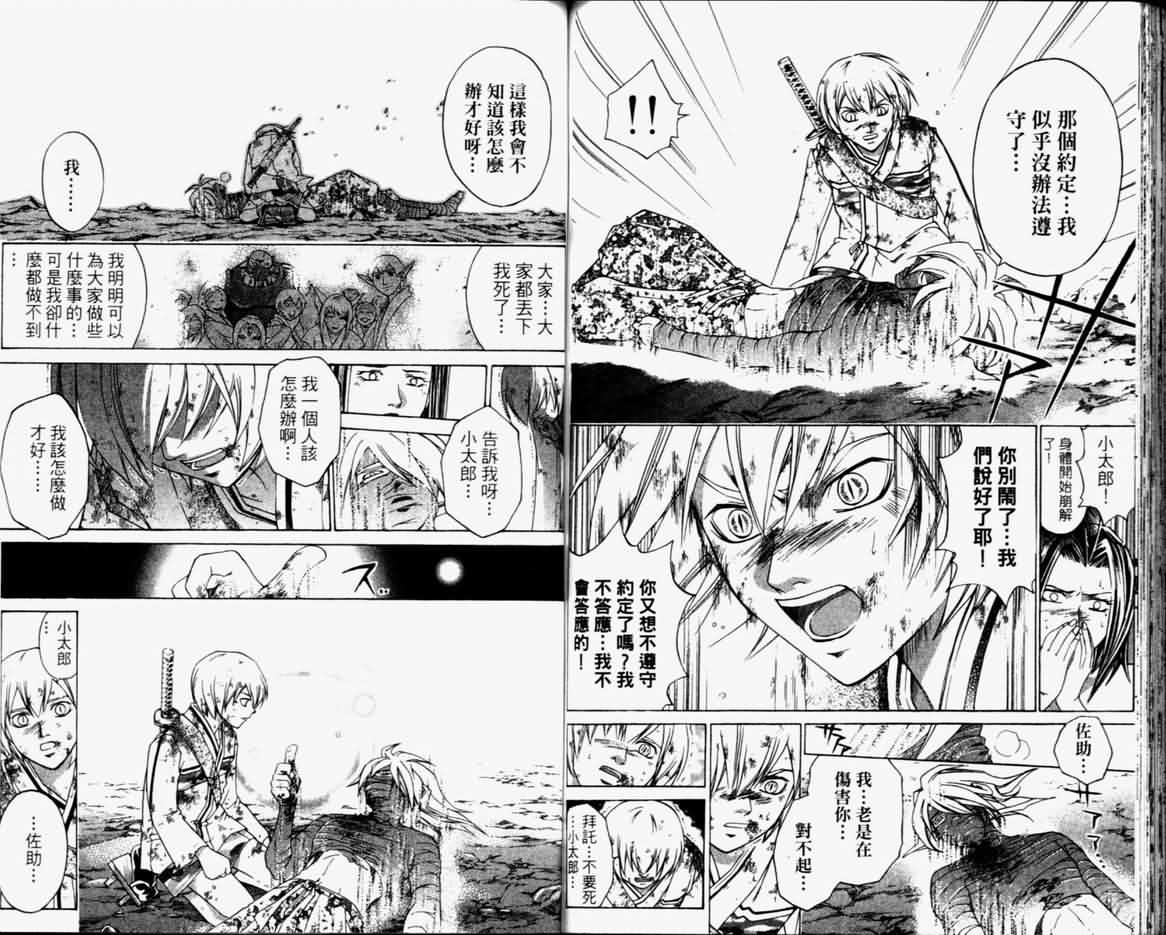 那個約定…我
似乎沒辦法遵
守了…
!!
小太郎！
身體開始崩解
了！
你別鬧了…我
們說好了耶！
你又想不遵守
約定了嗎？我
不答應…我不
會答應的！
佐助…
我…老是在
傷害你…
對不起…
拜託…不要死
…小太郎…
這樣我會不
知道該怎麼
辦才好呀…
我……
大家…大
家都丟下
我死了…
我明明可以
為大家做些
什麼事的…
可是我卻什
麼都做不到
…
告訴我呀…
小太郎…
我一個人該
怎麼辦啊…
我該怎麼做
才好……
ス…
小太郎
…
…佐助…